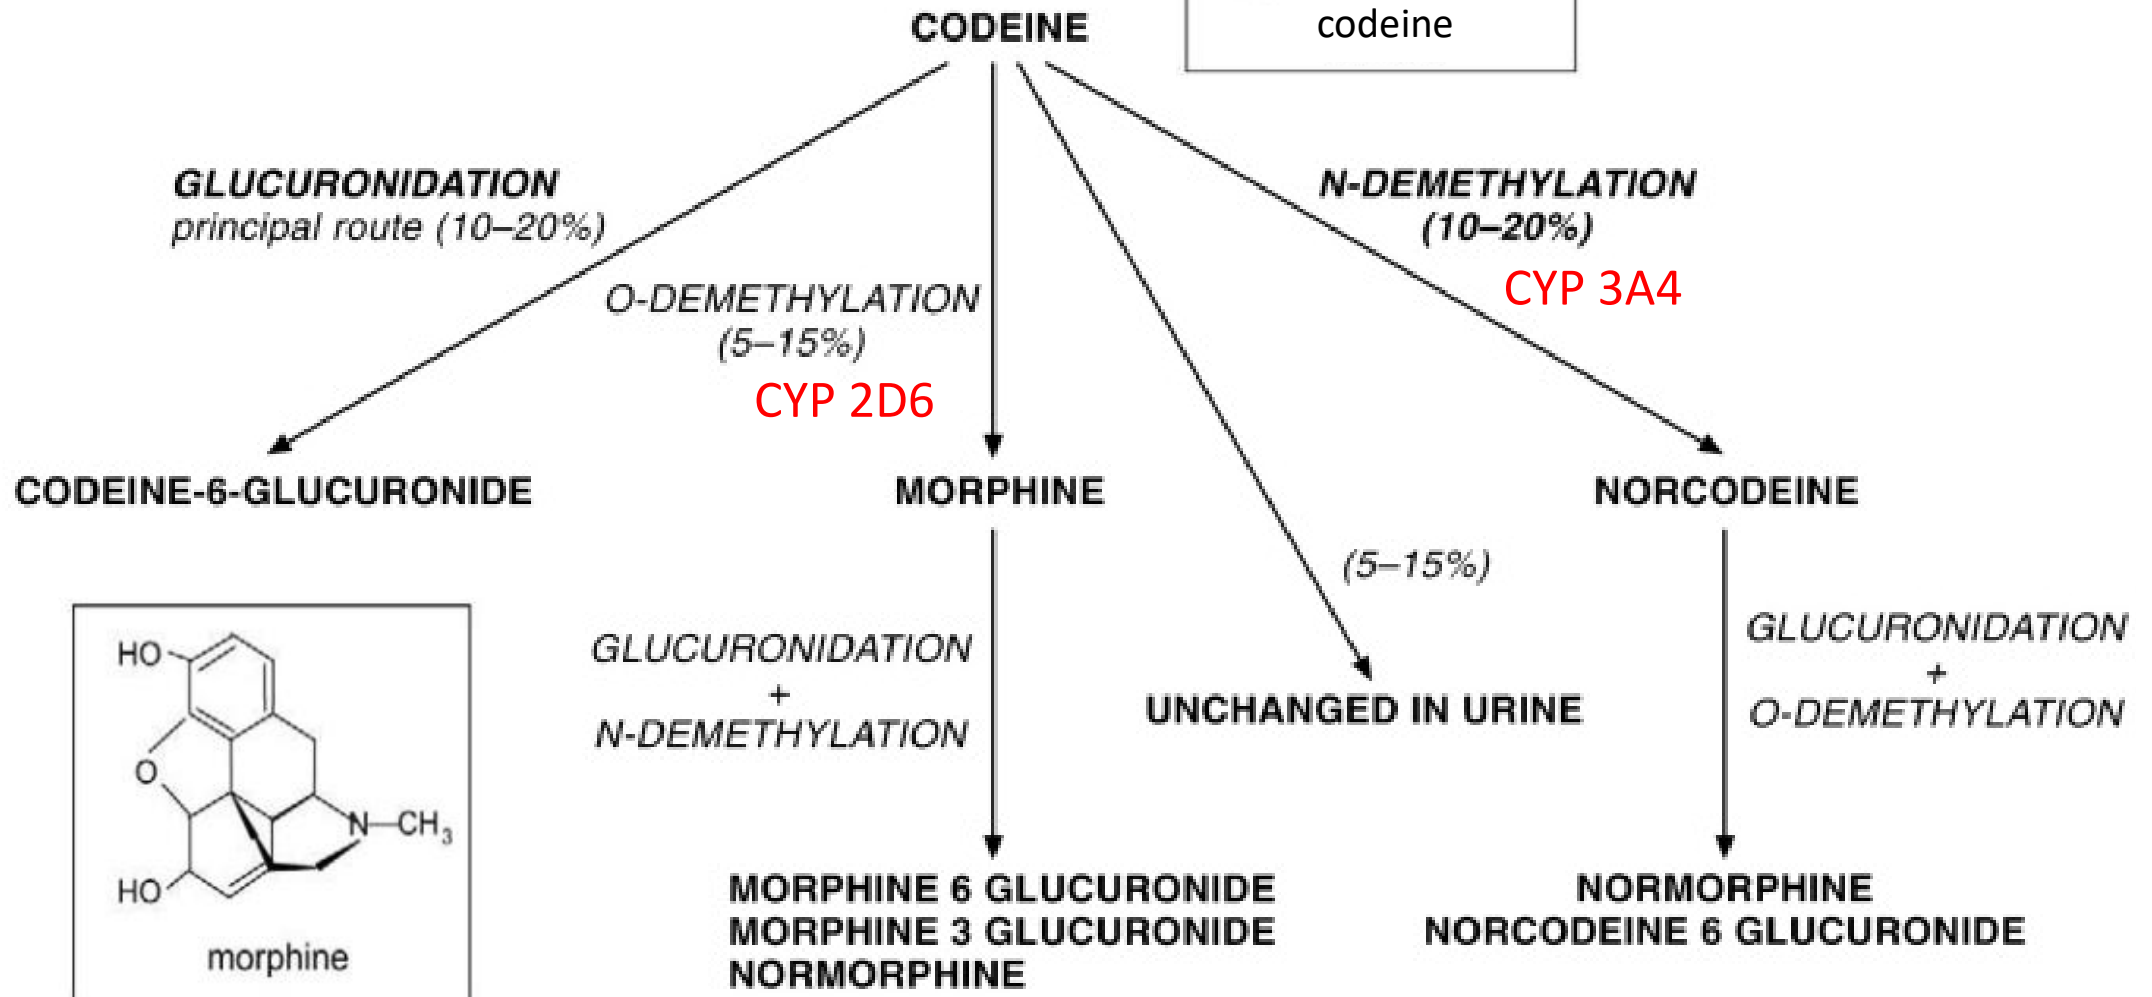 CODEINE
codeine
GLUCURONIDATION
principal route (10–20%)
N-DEMETHYLATION
(10–20%)
CYP 3A4
O-DEMETHYLATION
(5–15%)
CYP 2D6
CODEINE-6-GLUCURONIDE
MORPHINE
NORCODEINE
(5–15%)
GLUCURONIDATION
+
N-DEMETHYLATION
UNCHANGED IN URINE
GLUCURONIDATION
+
O-DEMETHYLATION
HO
O
N—CH3
HO
morphine
MORPHINE 6 GLUCURONIDE
MORPHINE 3 GLUCURONIDE
NORMORPHINE
NORMORPHINE
NORCODEINE 6 GLUCURONIDE